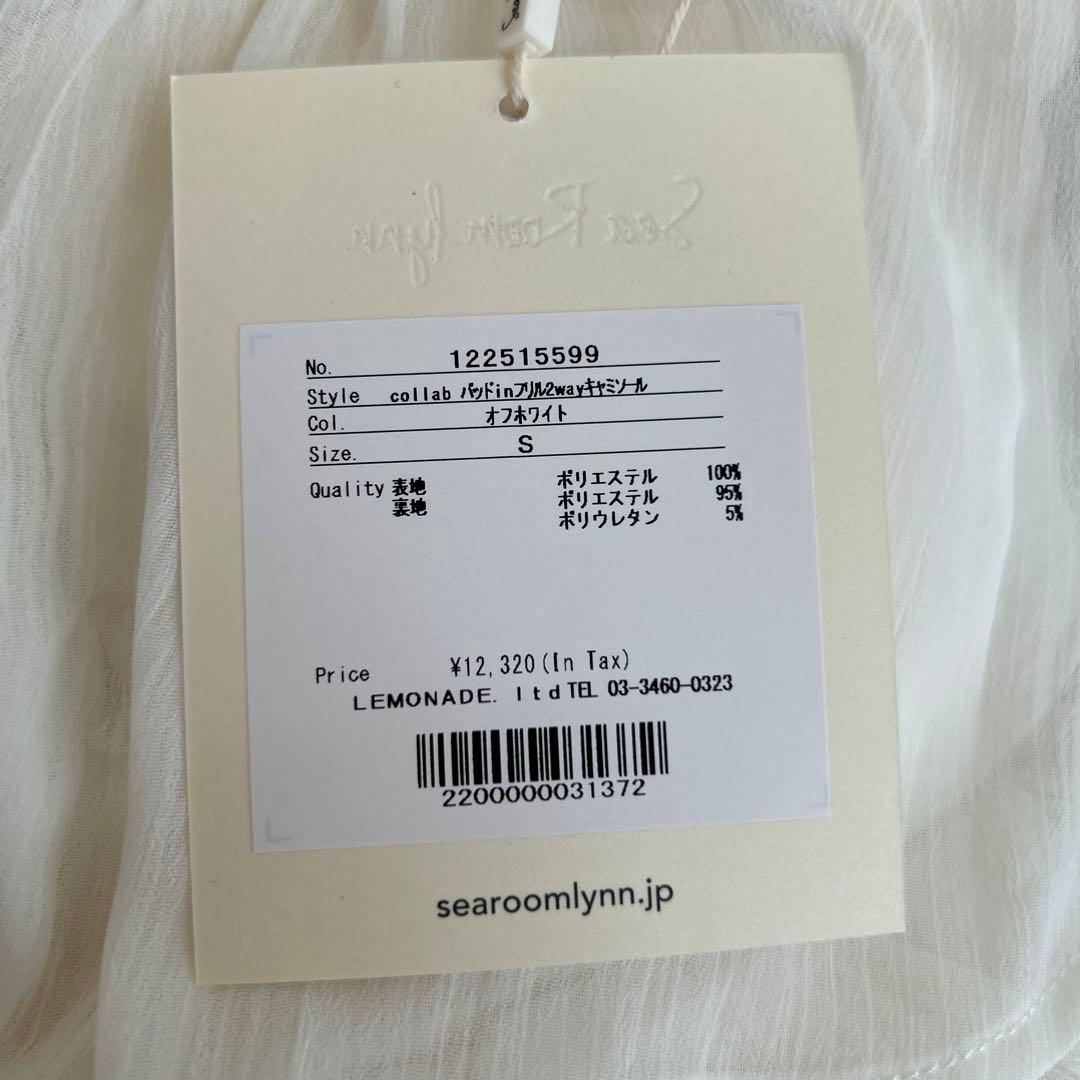 Sea Room lynn
No. 122515599
Style collab パッドinフリル2wayキャミソール
Col. オフホワイト
Size. S
Quality 表地 ポリエステル 100%
裏地 ポリエステル 95%
ポリウレタン 5%
Price ¥12,320(In Tax)
LEMONADE. ltd TEL 03-3460-0323
2200000031372
searoomlynn.jp